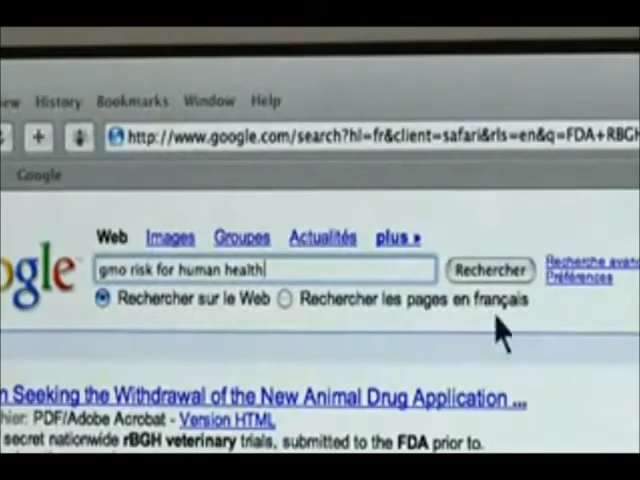 History Bookmarks Window Help
http://www.google.com/search?hl=fr&client=safari&rls=en&q=FDA+RBGH
Google
Web Images Groupes Actualités plus »
gmo risk for human health
Rechercher
Recherche
Préférences
Rechercher sur le Web Rechercher les pages en français
Seeking the Withdrawal of the New Animal Drug Application ...
PDF/Adobe Acrobat - Version HTML
secret nationwide rBGH veterinary trials, submitted to the FDA prior to.